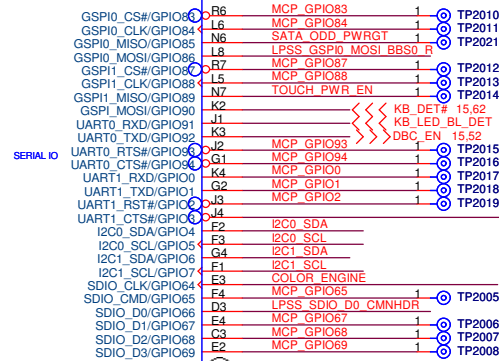 GSPI0_CS#/GPIO83 R6 MCP_GPIO83 1 TP2010
GSPI0_CLK/GPIO84 L6 MCP_GPIO84 1 TP2011
GSPI0_MISO/GPIO85 N6 SATA_ODD_PWRGT 1 TP2021
GSPI0_MOSI/GPIO86 L8 LPSS_GSPI0_MOSI_BBS0_R
GSPI1_CS#/GPIO87 R7 MCP_GPIO87 1 TP2012
GSPI1_CLK/GPIO88 L5 MCP_GPIO88 1 TP2013
GSPI1_MISO/GPIO89 N7 TOUCH_PWR_EN 1 TP2014
GSPI_MOSI/GPIO90 K2 KB_DET# 15,62
UART0_RXD/GPIO91 J1 KB_LED_BL_DET
UART0_TXD/GPIO92 K3 DBC_EN 15,52
SERIAL IO UART0_RTS#/GPIO93 J2 MCP_GPIO93 1 TP2015
UART0_CTS#/GPIO94 G1 MCP_GPIO94 1 TP2016
UART1_RXD/GPIO0 K4 MCP_GPIO0 1 TP2017
UART1_TXD/GPIO1 G2 MCP_GPIO1 1 TP2018
UART1_RST#/GPIO2 J3 MCP_GPIO2 1 TP2019
UART1_CTS#/GPIO3 J4
I2C0_SDA/GPIO4 F2 I2C0_SDA
I2C0_SCL/GPIO5 F3 I2C0_SCL
I2C1_SDA/GPIO6 G4 I2C1_SDA
I2C1_SCL/GPIO7 F1 I2C1_SCL
SDIO_CLK/GPIO64 E3 COLOR_ENGINE
SDIO_CMD/GPIO65 F4 MCP_GPIO65 1 TP2005
SDIO_D0/GPIO66 D3 LPSS_SDIO_D0_CMNHDR
SDIO_D1/GPIO67 E4 MCP_GPIO67 1 TP2006
SDIO_D2/GPIO68 C3 MCP_GPIO68 1 TP2007
SDIO_D3/GPIO69 E2 MCP_GPIO69 1 TP2008